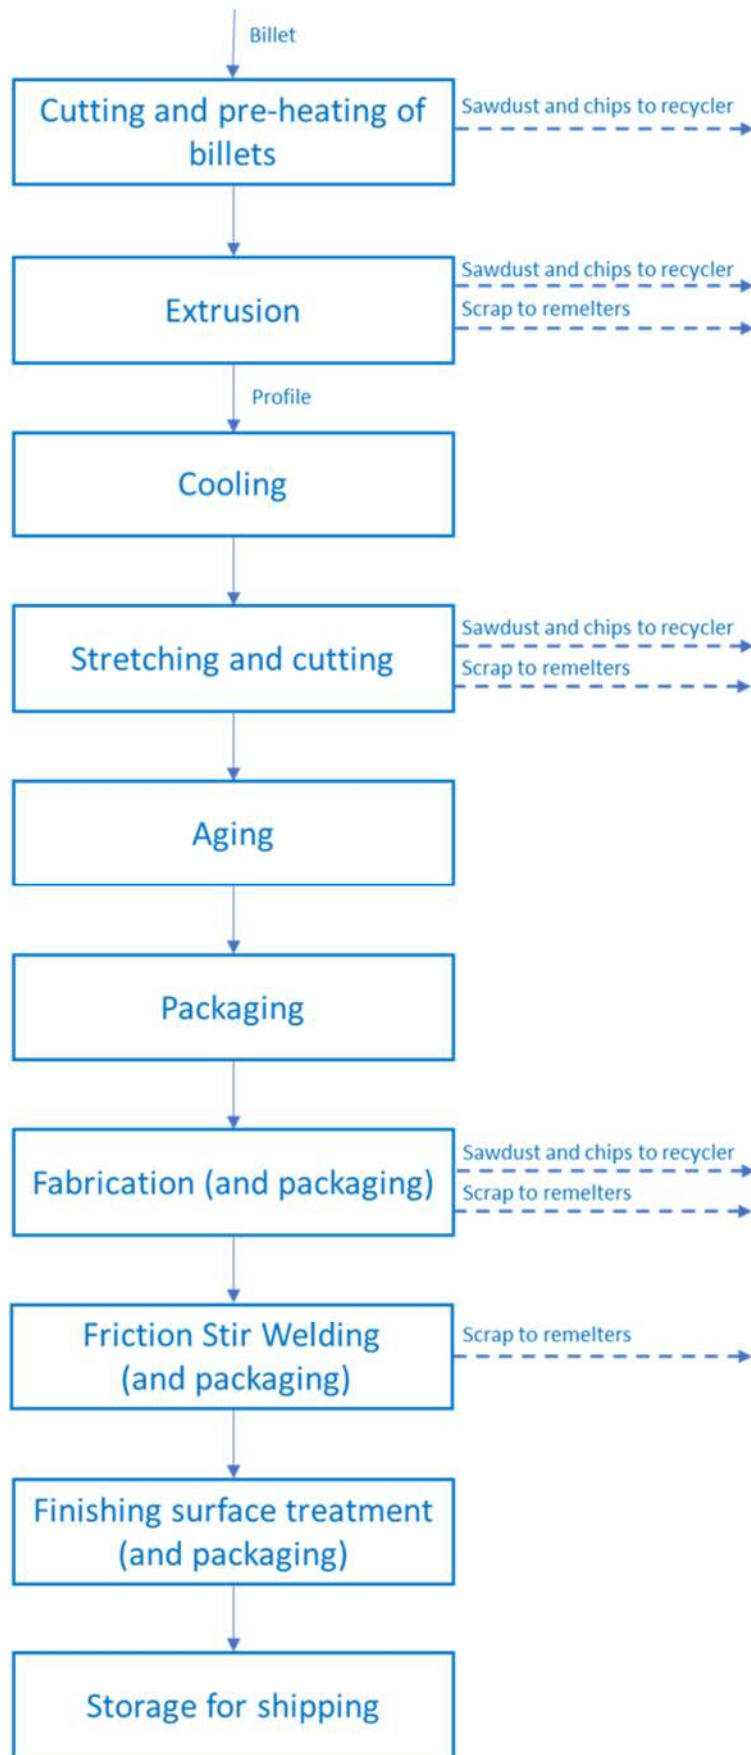 Billet
Cutting and pre-heating of
billets
Sawdust and chips to recycler
Extrusion
Sawdust and chips to recycler
Scrap to remelters
Profile
Cooling
Stretching and cutting
Sawdust and chips to recycler
Scrap to remelters
Aging
Packaging
Fabrication (and packaging)
Sawdust and chips to recycler
Scrap to remelters
Friction Stir Welding
(and packaging)
Scrap to remelters
Finishing surface treatment
(and packaging)
Storage for shipping